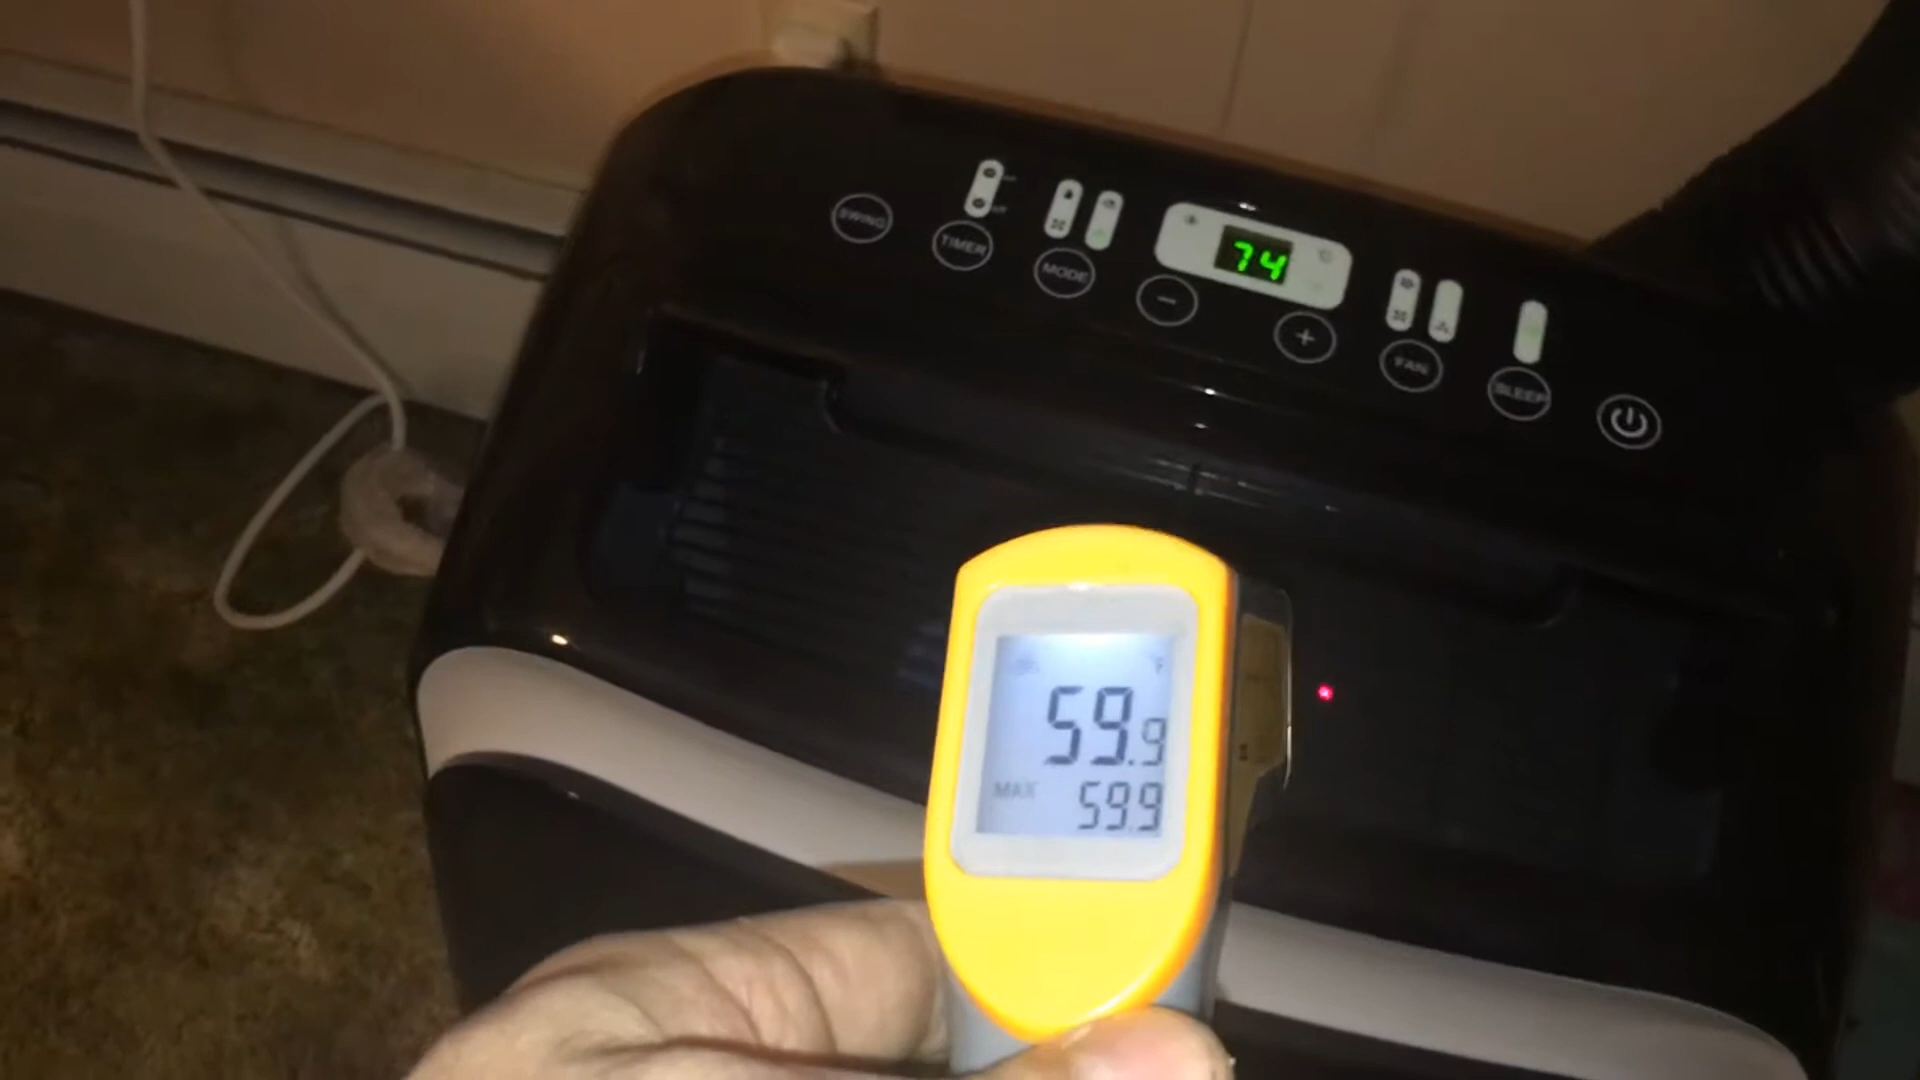 SWING
TIMER
MODE
−
74
+
FAN
SLEEP
°F
59.9
MAX 59.9